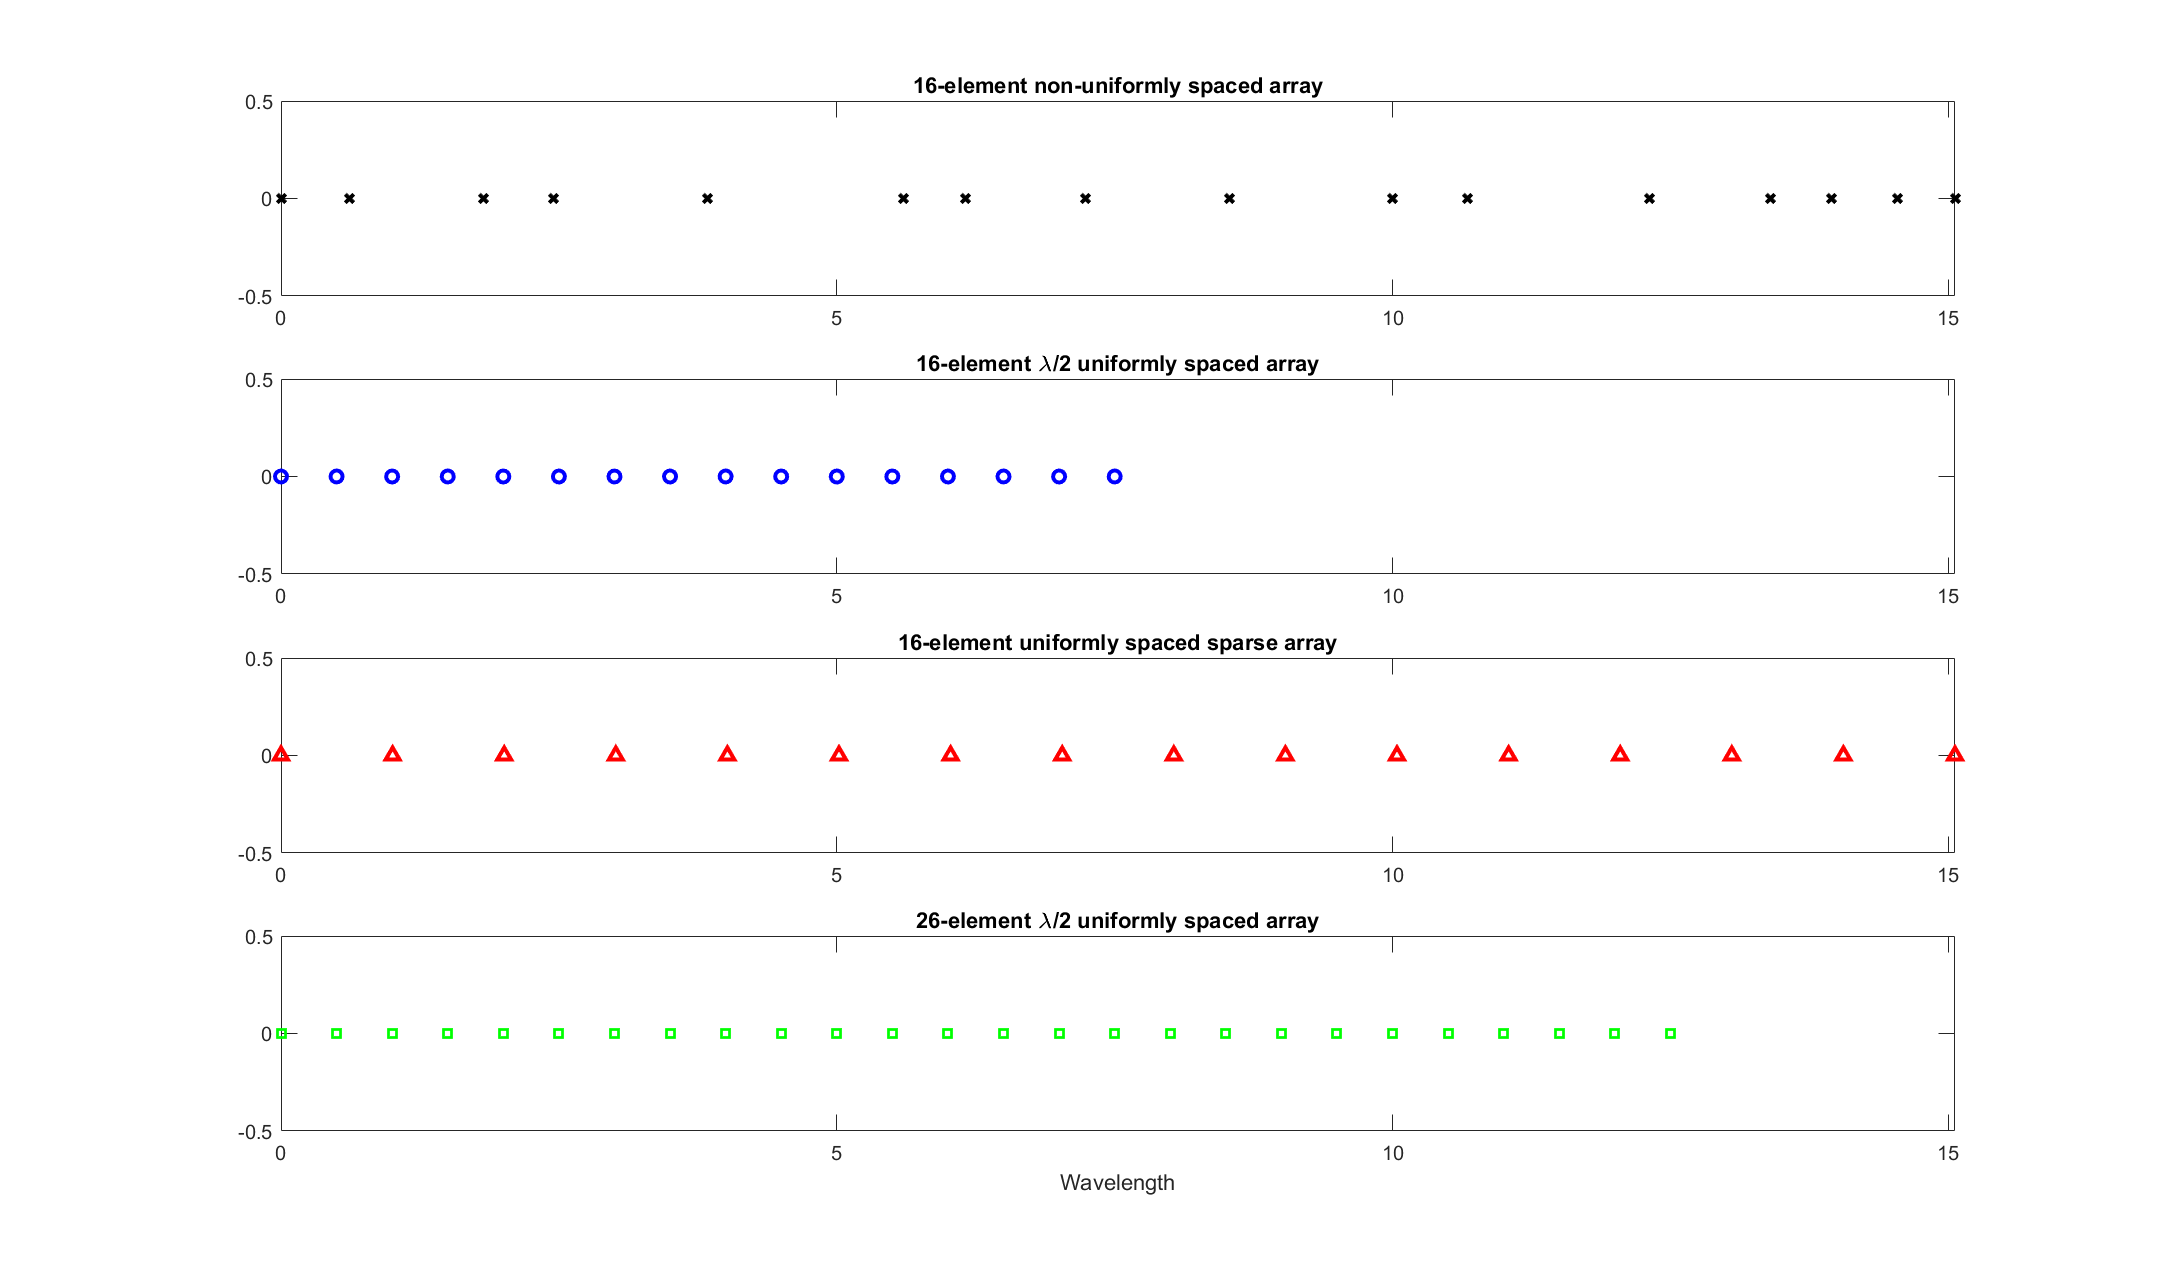 16-element non-uniformly spaced array
0.5
0
-0.5
0 5 10 15
16-element λ/2 uniformly spaced array
0.5
0
-0.5
0 5 10 15
16-element uniformly spaced sparse array
0.5
0
-0.5
0 5 10 15
26-element λ/2 uniformly spaced array
0.5
0
-0.5
0 5 10 15
Wavelength